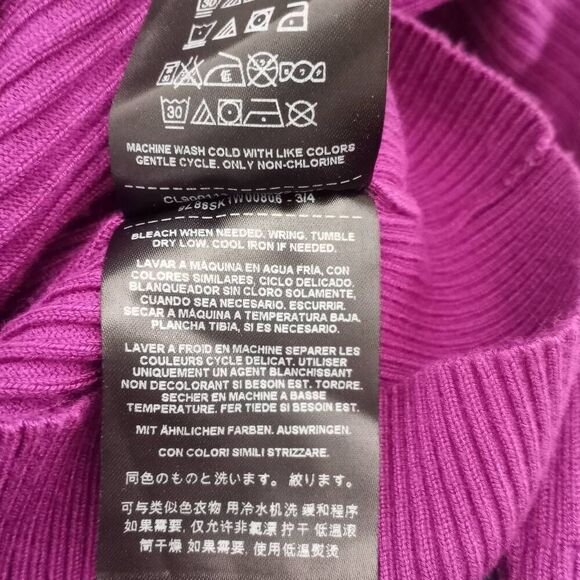 30
30
MACHINE WASH COLD WITH LIKE COLORS
GENTLE CYCLE. ONLY NON-CHLORINE
3/4
BLEACH WHEN NEEDED. WRING. TUMBLE
DRY LOW. COOL IRON IF NEEDED.
LAVAR A MÁQUINA EN AGUA FRÍA, CON
COLORES SIMILARES, CICLO DELICADO.
BLANQUEADOR SIN CLORO SOLAMENTE,
CUANDO SEA NECESARIO. ESCURRIR.
SECAR A MÁQUINA A TEMPERATURA BAJA.
PLANCHA TIBIA, SI ES NECESARIO.
LAVER A FROID EN MACHINE SEPARER LES
COULEURS CYCLE DELICAT. UTILISER
UNIQUEMENT UN AGENT BLANCHISSANT
NON DECOLORANT SI BESOIN EST. TORDRE.
SECHER EN MACHINE A BASSE
TEMPERATURE. FER TIEDE SI BESOIN EST.
MIT ÄHNLICHEN FARBEN. AUSWRINGEN.
CON COLORI SIMILI STRIZZARE.
同色のものと洗います。 絞ります。
可与类似色衣物 用冷水机洗 缓和程序
如果需要, 仅允许非氯漂 拧干 低温滚
筒干燥 如果需要, 使用低温熨烫